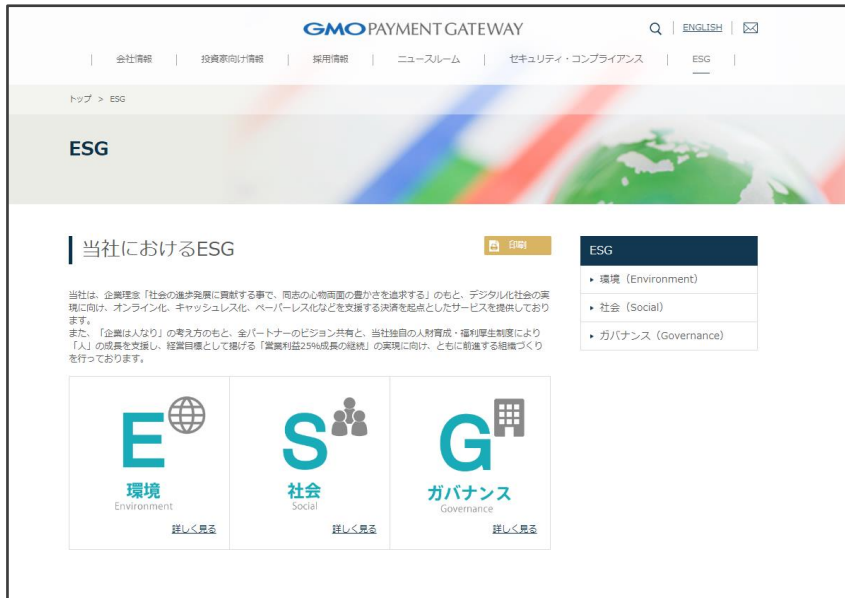 GMO PAYMENT GATEWAY
ENGLISH
会社情報 投資家向け情報 採用情報 ニュースルーム セキュリティ・コンプライアンス ESG
トップ > ESG
ESG
当社におけるESG
印刷
当社は、企業理念「社会の進歩発展に貢献する事で、同志の心物両面の豊かさを追求する」のもと、デジタル化社会の実
現に向け、オンライン化、キャッシュレス化、ペーパーレス化などを支援する決済を起点としたサービスを提供しており
ます。
また、「企業は人なり」の考え方のもと、全パートナーのビジョン共有と、当社独自の人財育成・福利厚生制度により
「人」の成長を支援し、経営目標として掲げる「営業利益25%成長の継続」の実現に向け、ともに前進する組織づくり
を行っております。
E
環境
Environment
詳しく見る
S
社会
Social
詳しく見る
G
ガバナンス
Governance
詳しく見る
ESG
環境（Environment）
社会（Social）
ガバナンス（Governance）